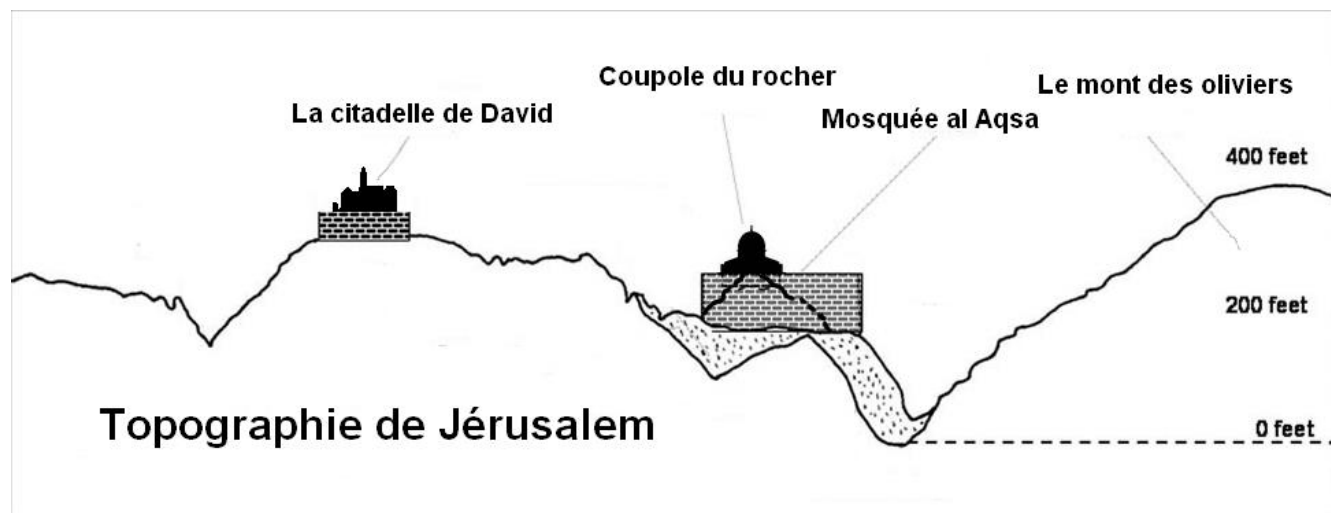 Coupole du rocher
Le mont des oliviers
La citadelle de David
Mosquée al Aqsa
400 feet
200 feet
Topographie de Jérusalem
0 feet